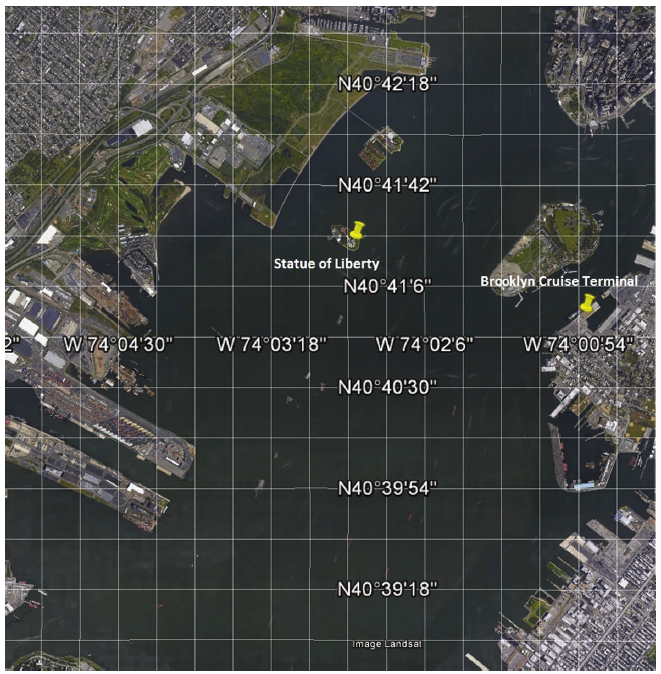 N40°42'18"
N40°41'42"
Statue of Liberty
Brooklyn Cruise Terminal
N40°41'6"
2" W 74°04'30" W 74°03'18" W 74°02'6" W 74°00'54"
N40°40'30"
N40°39'54"
N40°39'18"
Image Landsat